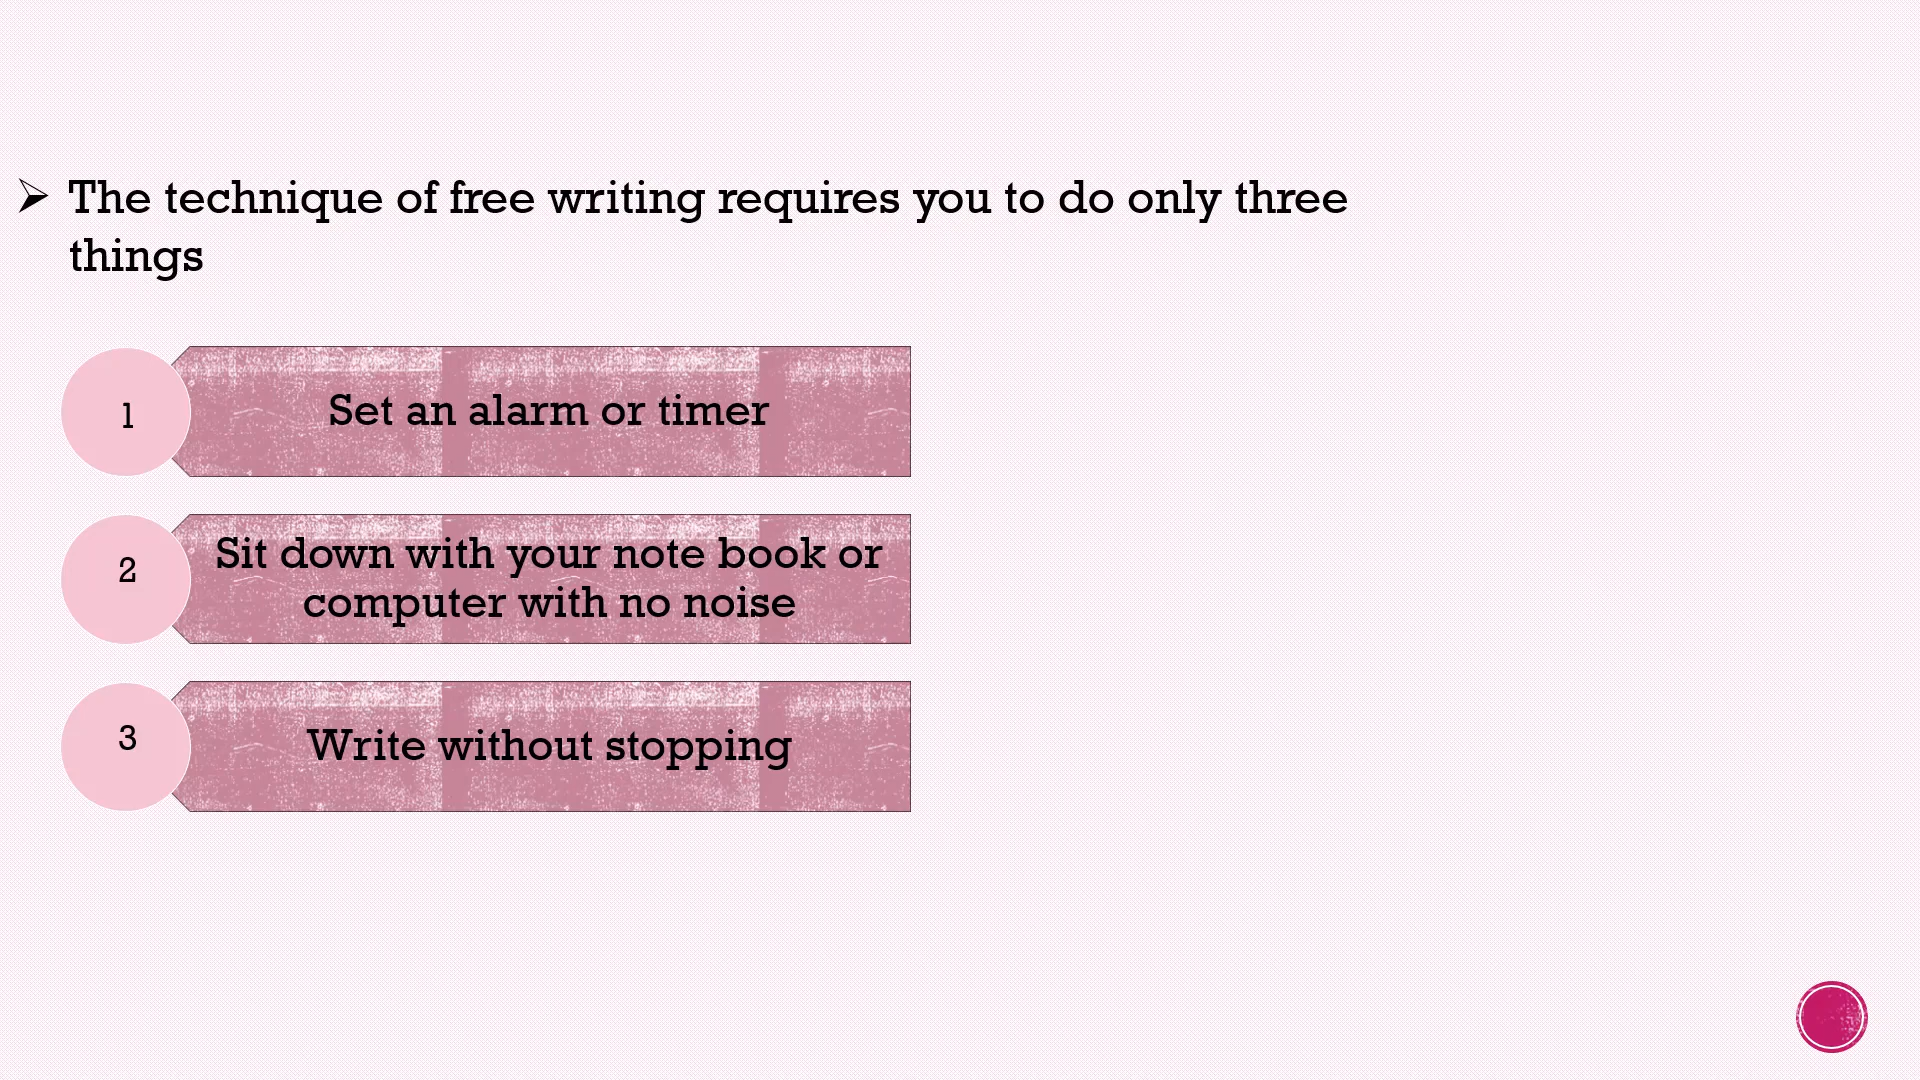 The technique of free writing requires you to do only three
things
1
Set an alarm or timer
2
Sit down with your note book or
computer with no noise
3
Write without stopping